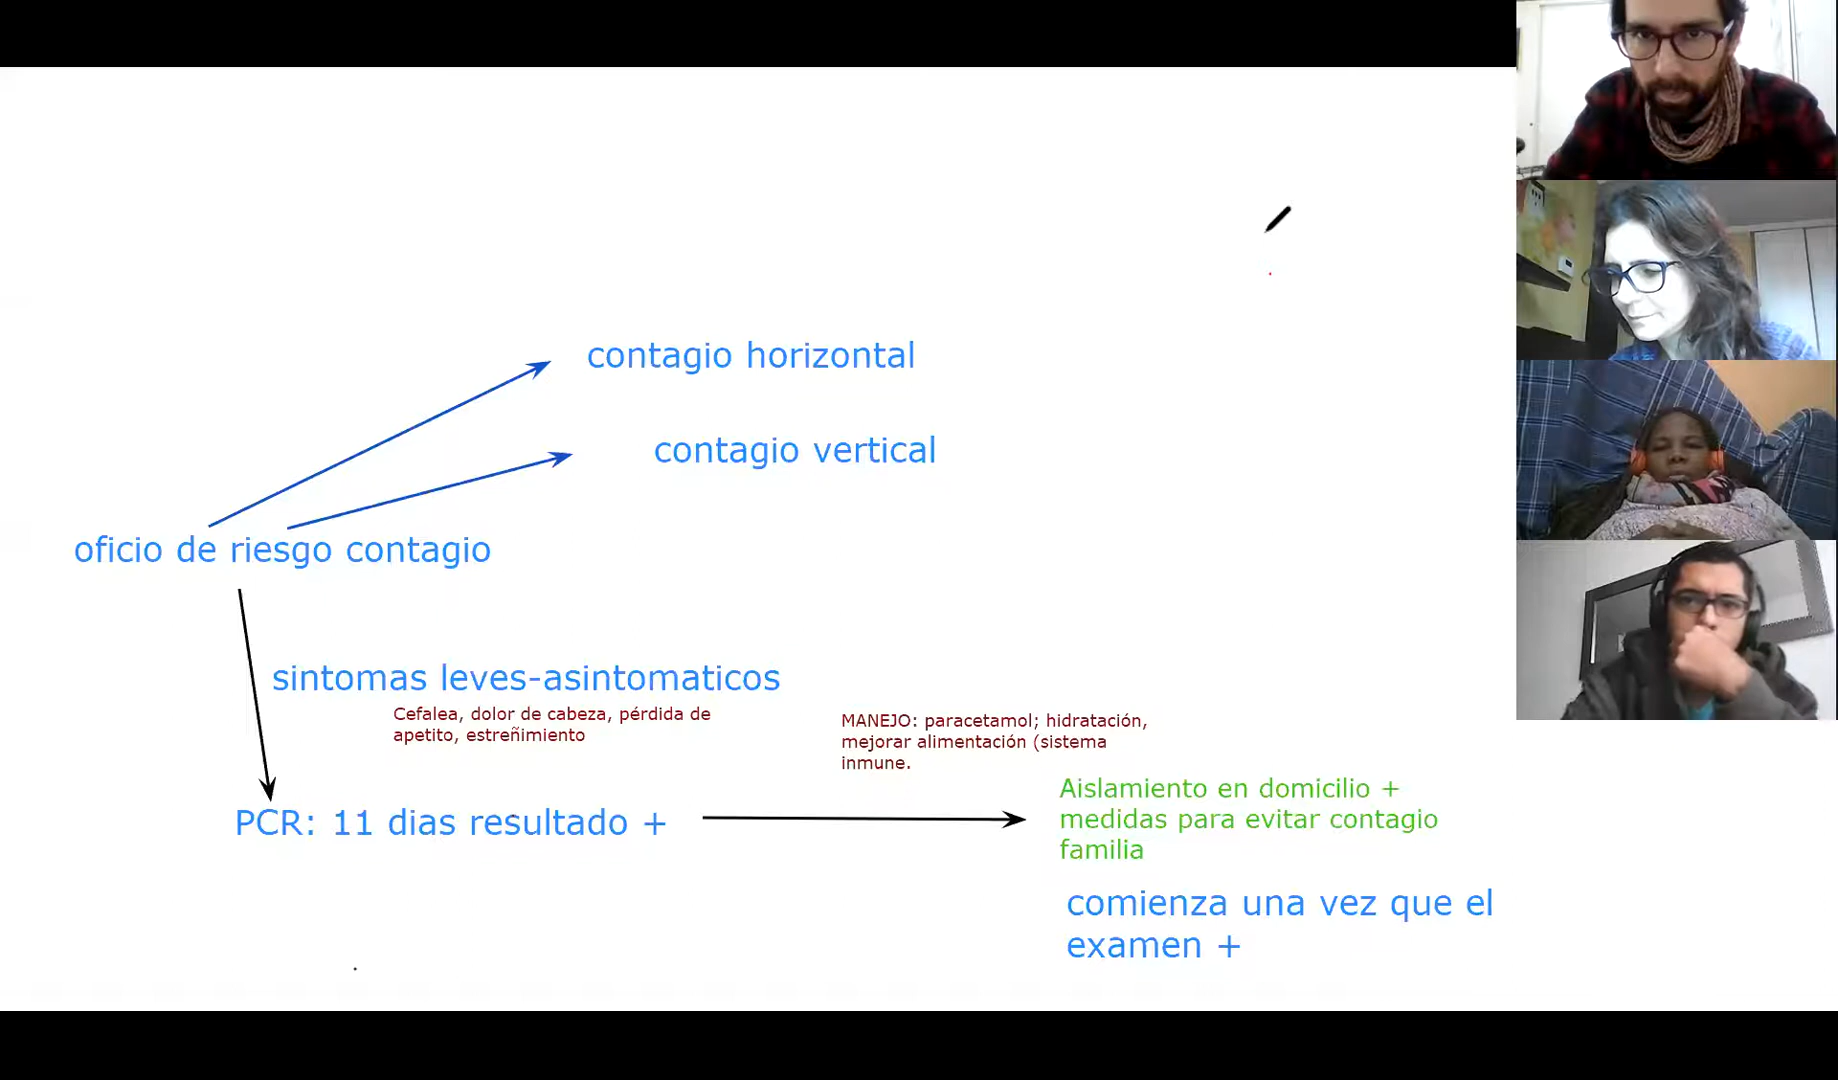 contagio horizontal
contagio vertical
oficio de riesgo contagio
sintomas leves-asintomaticos
Cefalea, dolor de cabeza, pérdida de
apetito, estreñimiento
MANEJO: paracetamol; hidratación,
mejorar alimentación (sistema
inmune.
PCR: 11 dias resultado +
Aislamiento en domicilio +
medidas para evitar contagio
familia
comienza una vez que el
examen +